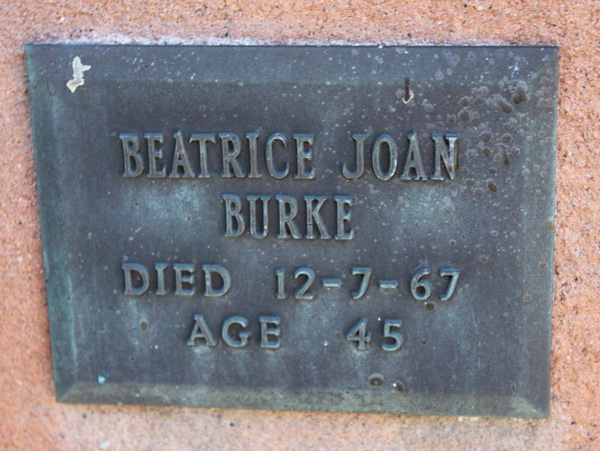 BEATRICE JOAN
BURKE
DIED 12-7-67
AGE 45